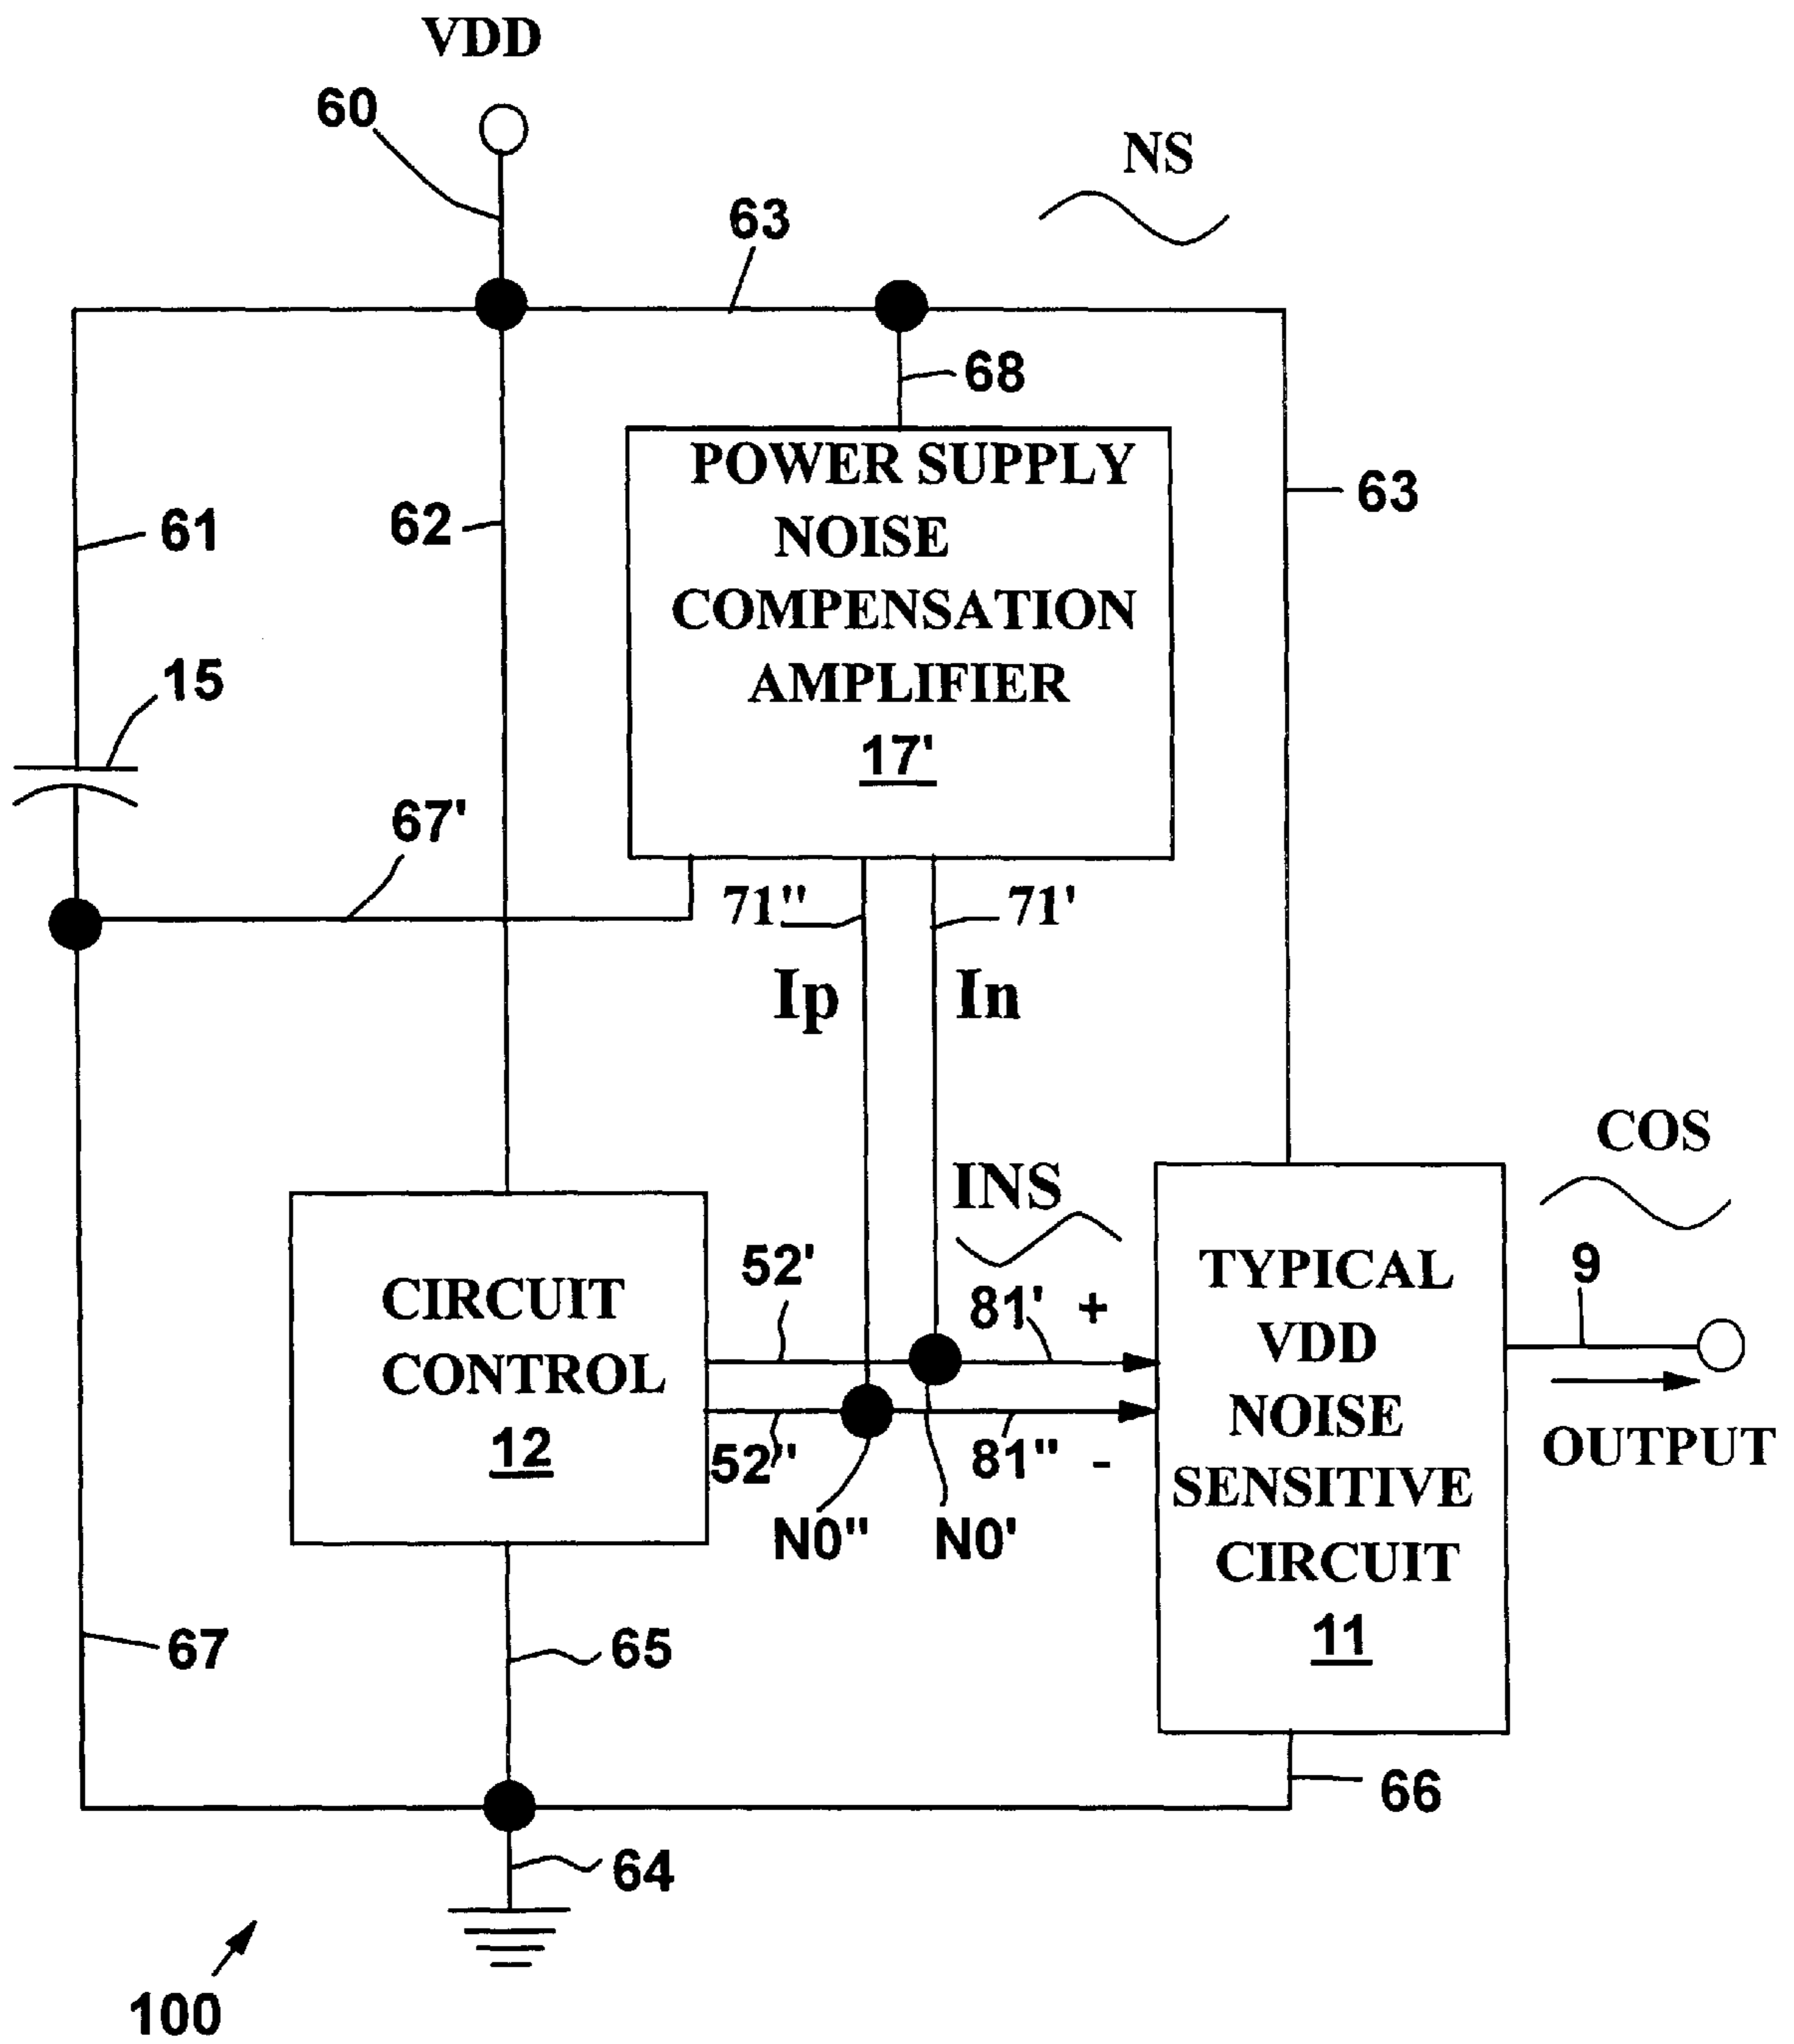 VDD
60
NS
63
68
POWER SUPPLY
NOISE
COMPENSATION
AMPLIFIER
17'
63
61
62
15
67'
71"
71'
Ip
In
COS
INS
9
52'
81' +
CIRCUIT
CONTROL
12
TYPICAL
VDD
NOISE
SENSITIVE
CIRCUIT
11
OUTPUT
52"
81" -
N0"
N0'
67
65
66
64
100